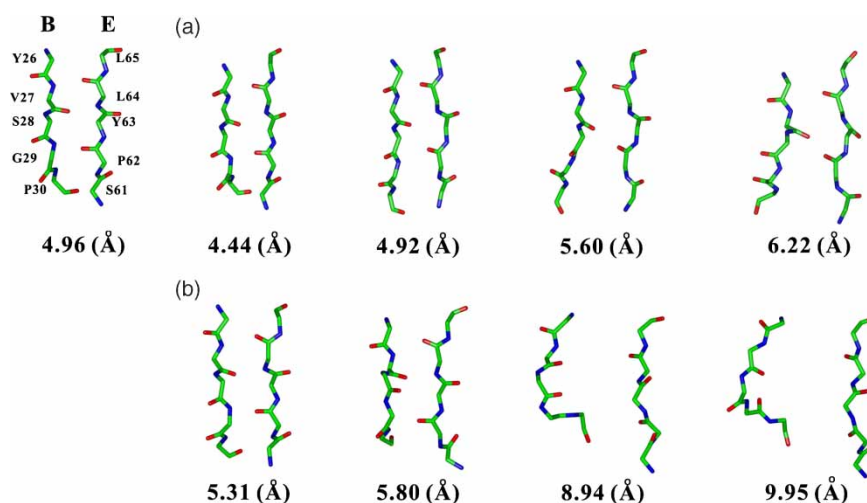 B E (a)
Y26 L65
V27 L64
S28 Y63
G29 P62
P30 S61
4.96 (Å) 4.44 (Å) 4.92 (Å) 5.60 (Å) 6.22 (Å)
(b)
5.31 (Å) 5.80 (Å) 8.94 (Å) 9.95 (Å)